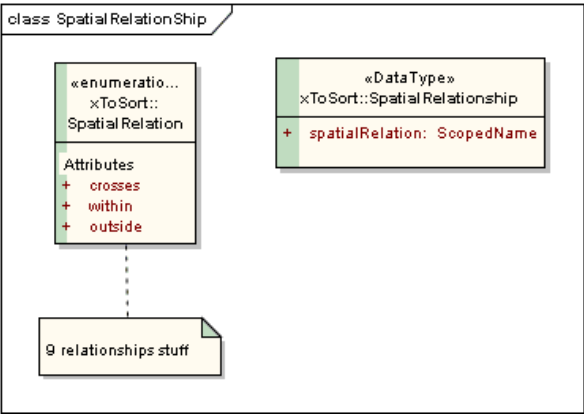 class SpatialRelationShip
«enumeratio...
xToSort::
SpatialRelation
Attributes
+ crosses
+ within
+ outside
9 relationships stuff
«DataType»
xToSort::SpatialRelationship
+ spatialRelation: ScopedName